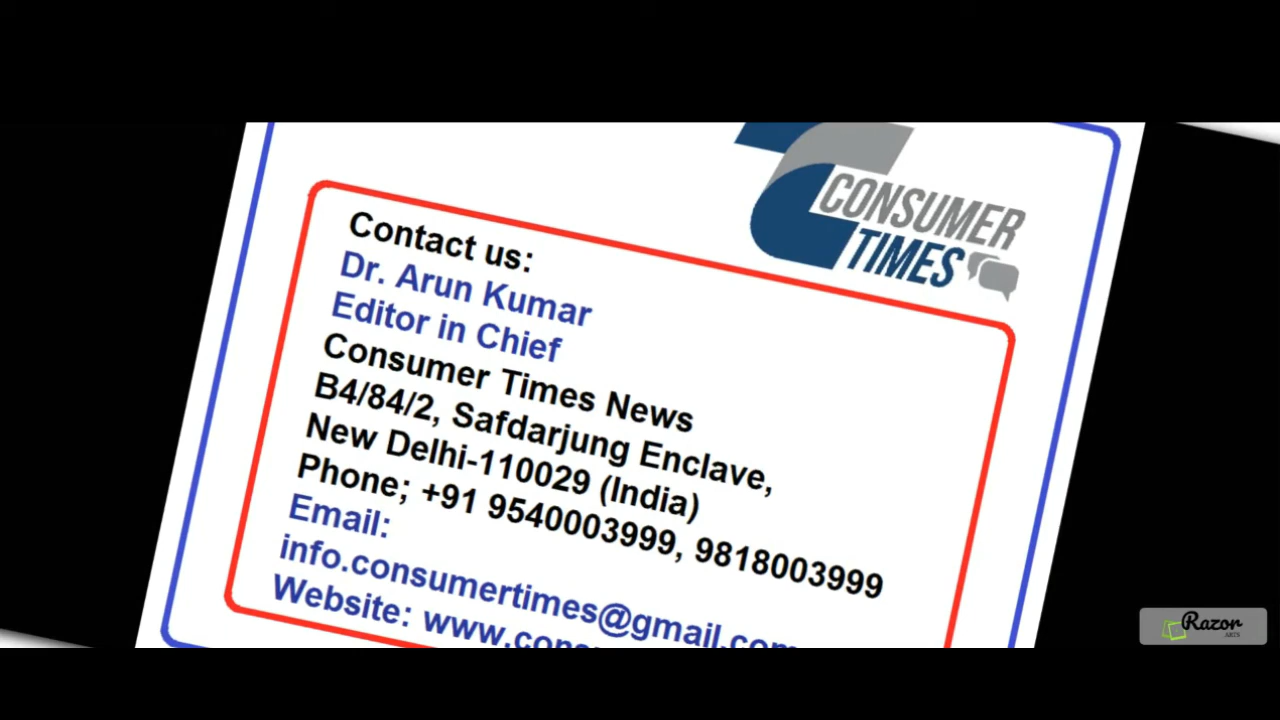 CONSUMER
TIMES
Contact us:
Dr. Arun Kumar
Editor in Chief
Consumer Times News
B4/84/2, Safdarjung Enclave,
New Delhi-110029 (India)
Phone; +91 9540003999, 9818003999
Email:
info.consumertimes@gmail.com
Website:
Razor
ARTS